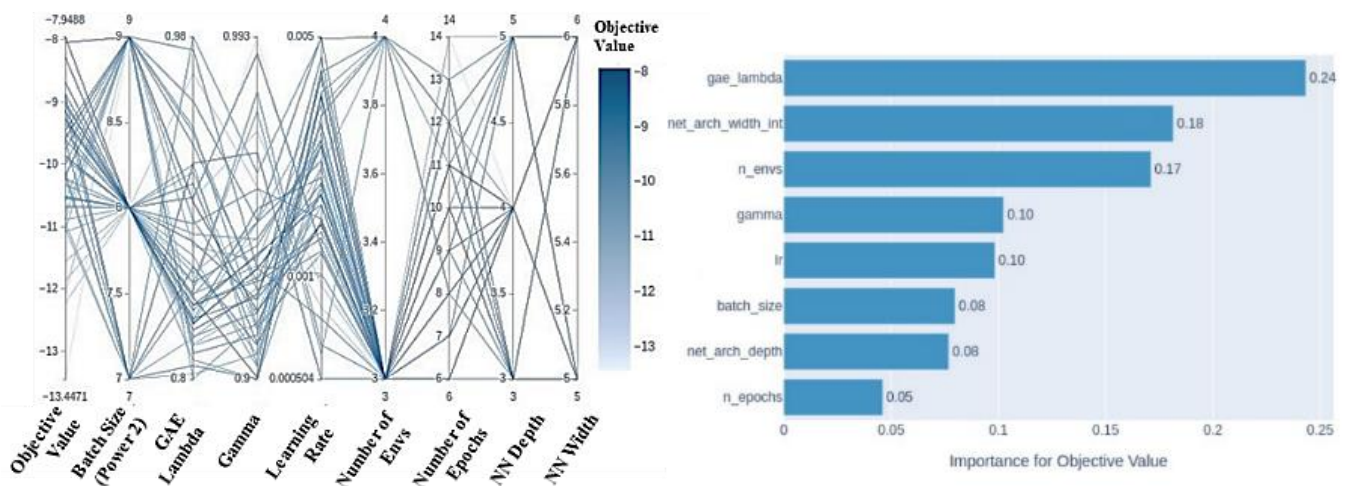 -7.9488 9 4 14 5 6
-8 9 0.98 0.993 0.005 4 14 5 6
13
-9 3.8 5.8
8.5 12 4.5
-10 3.6 11 5.6
8 10 4
-11 3.4 9 5.4
0.001
-12 7.5 8 3.5
3.2 5.2
-13 7
7 0.8 0.9 0.000504 3 6 3 5
-13.4471 7 3 6 3 5
Objective
Value
Batch Size
(Power 2)
GAE
Lambda
Gamma
Learning
Rate
Number of
Envs
Number of
Epochs
NN Depth
NN Width
Objective
Value
-8
-9
-10
-11
-12
-13
gae_lambda 0.24
net_arch_width_int 0.18
n_envs 0.17
gamma 0.10
lr 0.10
batch_size 0.08
net_arch_depth 0.08
n_epochs 0.05
0 0.05 0.1 0.15 0.2 0.25
Importance for Objective Value